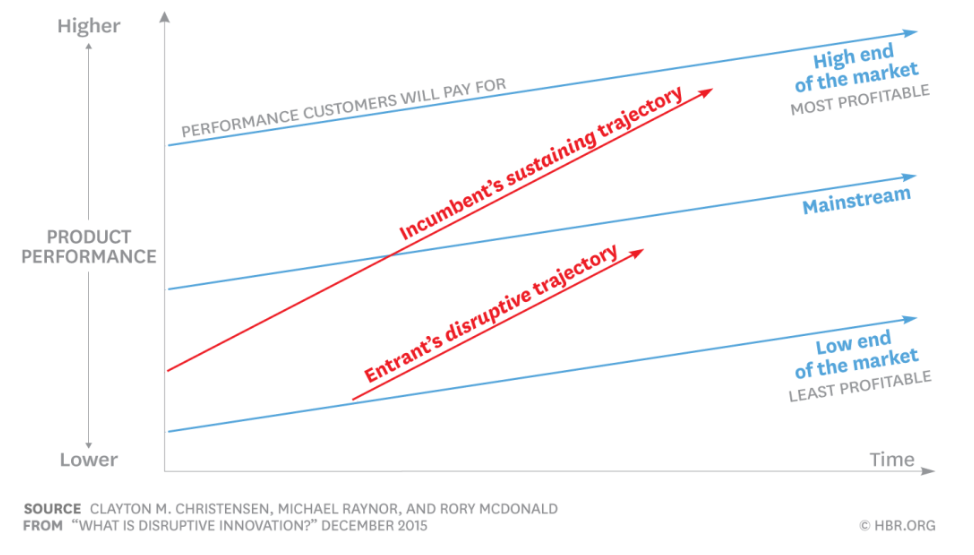 Higher
PERFORMANCE CUSTOMERS WILL PAY FOR
High end
of the market
MOST PROFITABLE
Incumbent's sustaining trajectory
Mainstream
PRODUCT
PERFORMANCE
Entrant's disruptive trajectory
Low end
of the market
LEAST PROFITABLE
Lower
Time
SOURCE CLAYTON M. CHRISTENSEN, MICHAEL RAYNOR, AND RORY MCDONALD
FROM “WHAT IS DISRUPTIVE INNOVATION?” DECEMBER 2015
© HBR.ORG